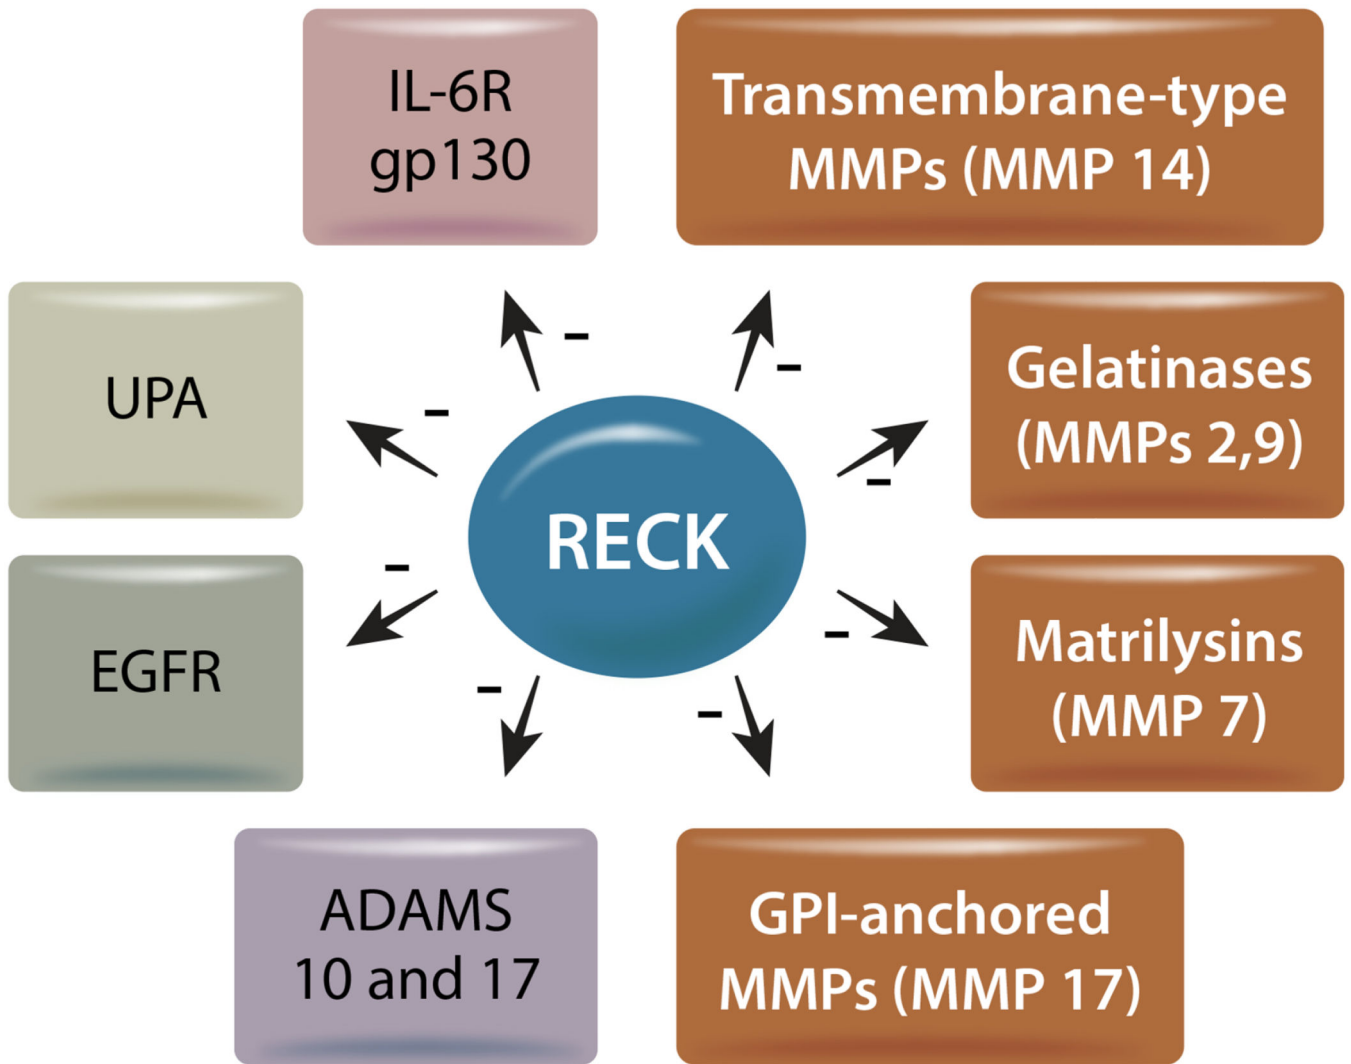 IL-6R
gp130
Transmembrane-type
MMPs (MMP 14)
UPA
–
–
–
–
Gelatinases
(MMPs 2,9)
RECK
EGFR
–
–
–
–
Matrilysins
(MMP 7)
ADAMS
10 and 17
GPI-anchored
MMPs (MMP 17)